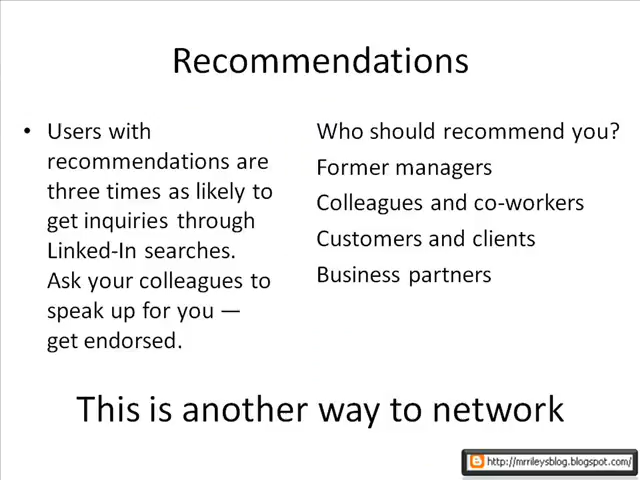 Recommendations
• Users with
recommendations are
three times as likely to
get inquiries through
Linked-In searches.
Ask your colleagues to
speak up for you —
get endorsed.
Who should recommend you?
Former managers
Colleagues and co-workers
Customers and clients
Business partners
This is another way to network
http://mrrileysblog.blogspot.com/